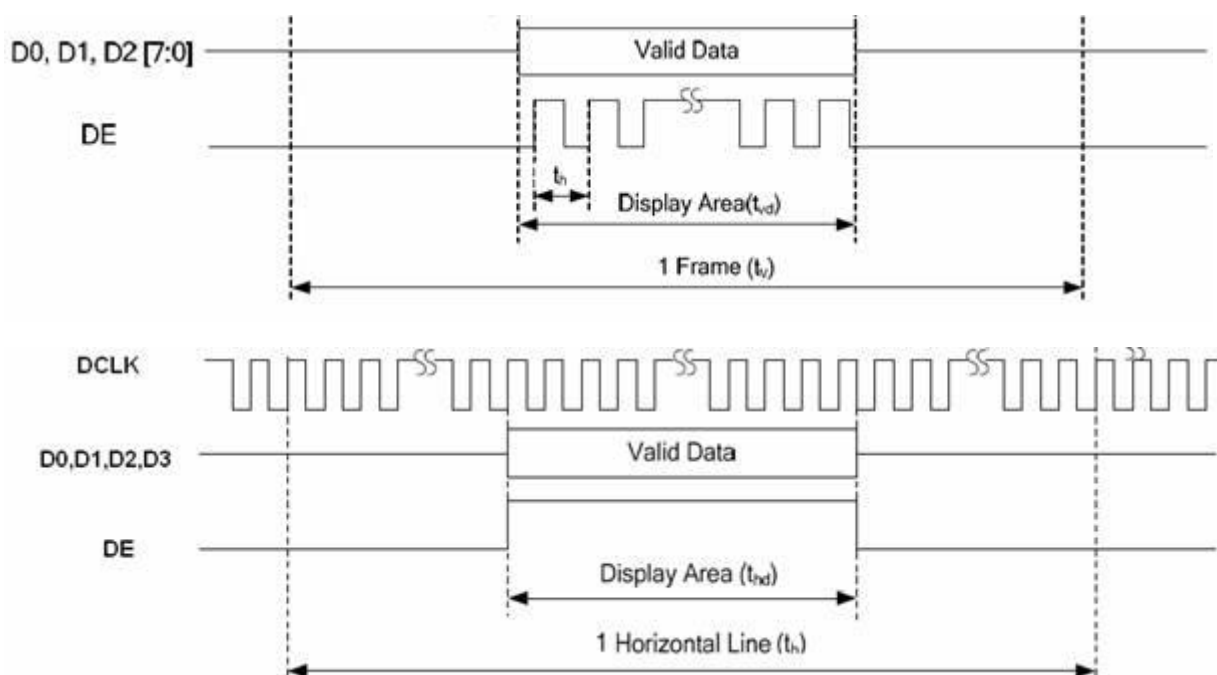 D0, D1, D2 [7:0]
Valid Data
DE
th
Display Area(tvd)
1 Frame (tv)
DCLK
D0,D1,D2,D3
Valid Data
DE
Display Area (thd)
1 Horizontal Line (th)